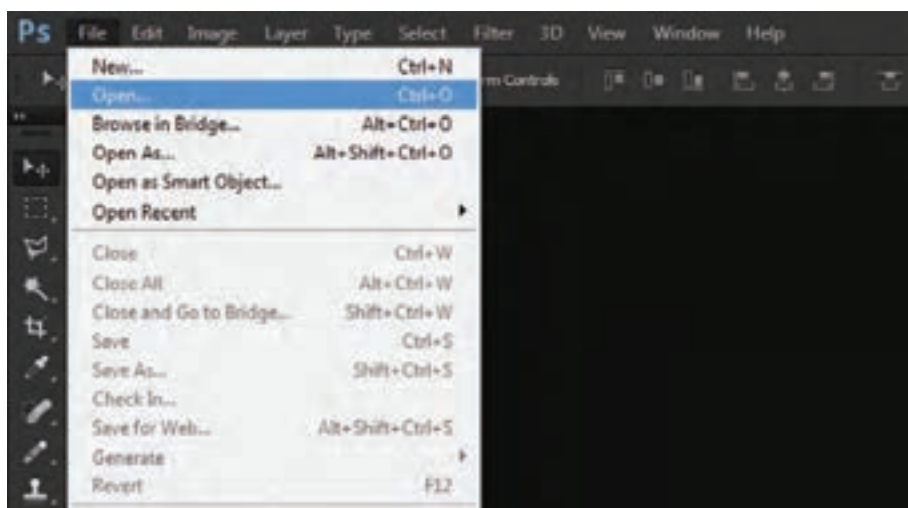 Ps File Edit Image Layer Type Select Filter 3D View Window Help
New... Ctrl+N
Open... Ctrl+O
rm Controls
Browse in Bridge... Alt+Ctrl+O
Open As... Alt+Shift+Ctrl+O
Open as Smart Object...
Open Recent
Close Ctrl+W
Close All Alt+Ctrl+W
Close and Go to Bridge... Shift+Ctrl+W
Save Ctrl+S
Save As... Shift+Ctrl+S
Check In...
Save for Web... Alt+Shift+Ctrl+S
Generate
Revert F12